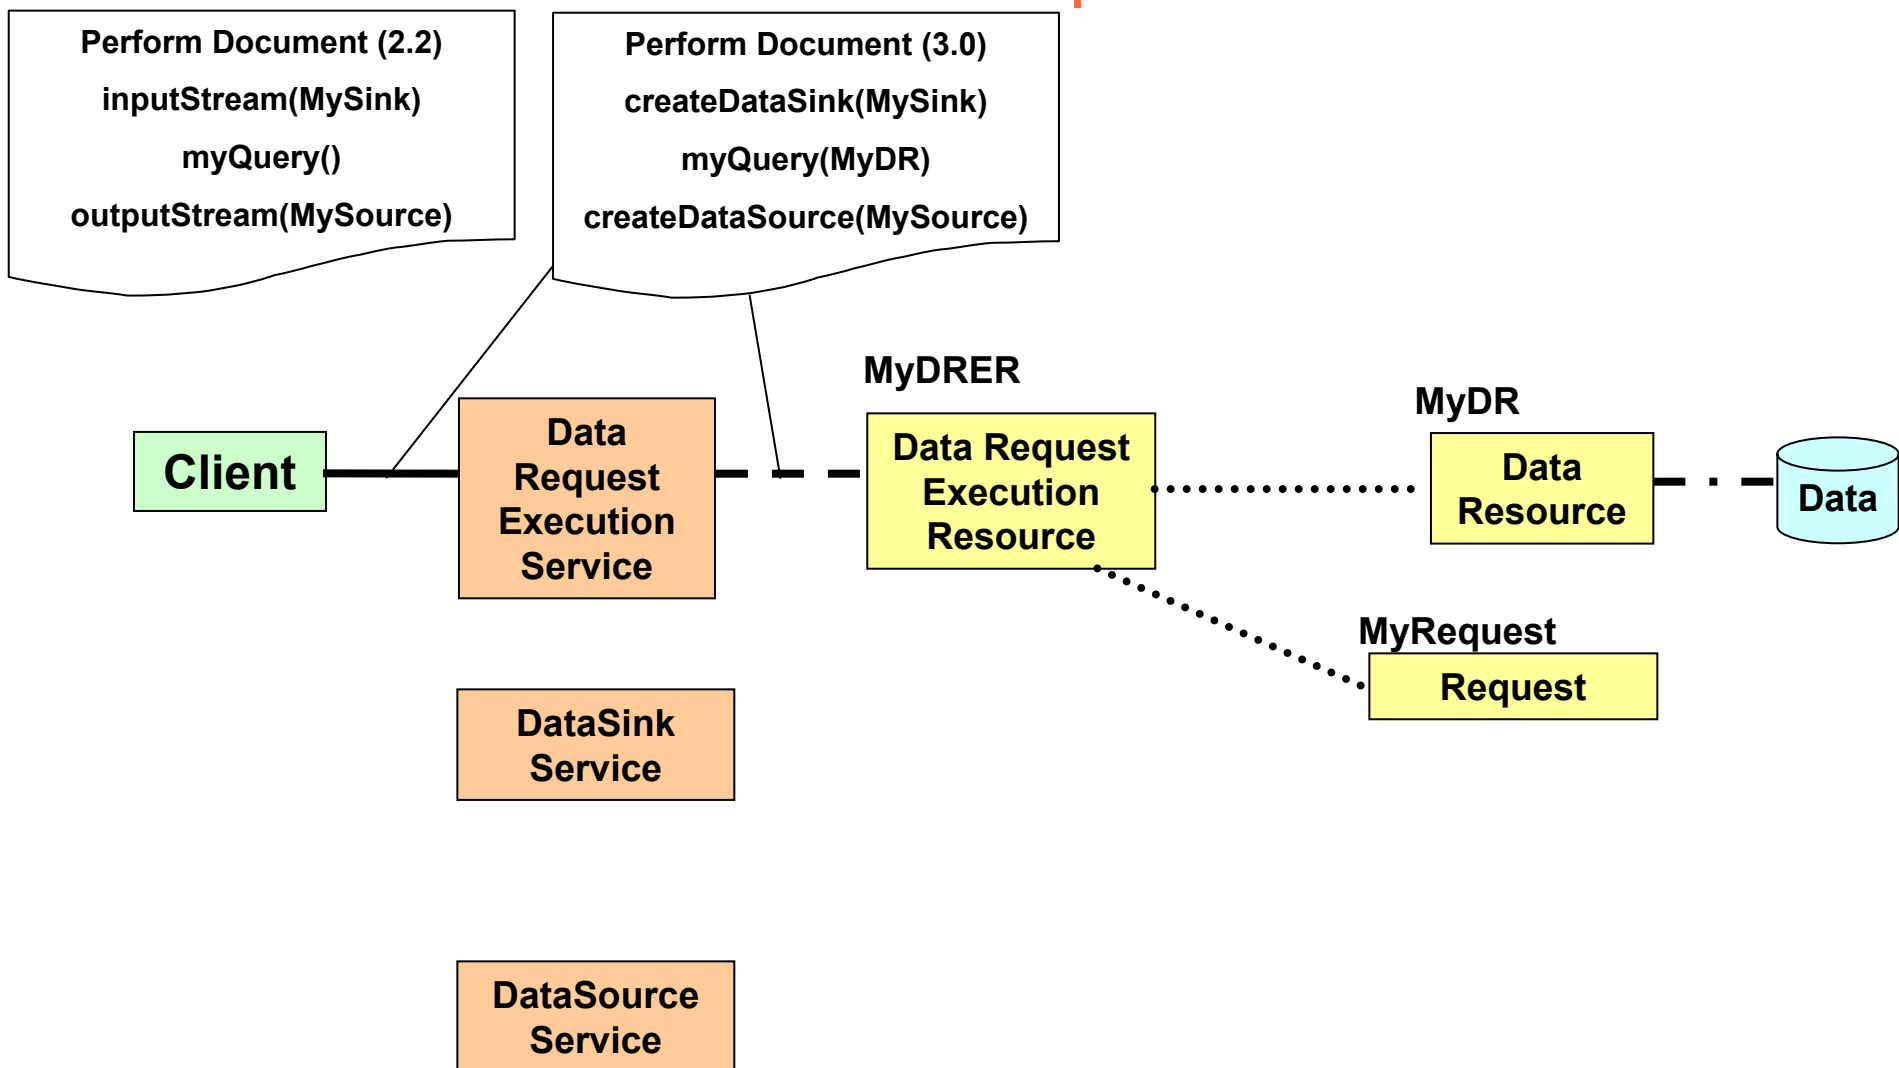 Perform Document (2.2)
inputStream(MySink)
myQuery()
outputStream(MySource)
Perform Document (3.0)
createDataSink(MySink)
myQuery(MyDR)
createDataSource(MySource)
Client
Data
Request
Execution
Service
MyDRER
Data Request
Execution
Resource
MyDR
Data
Resource
Data
MyRequest
Request
DataSink
Service
DataSource
Service